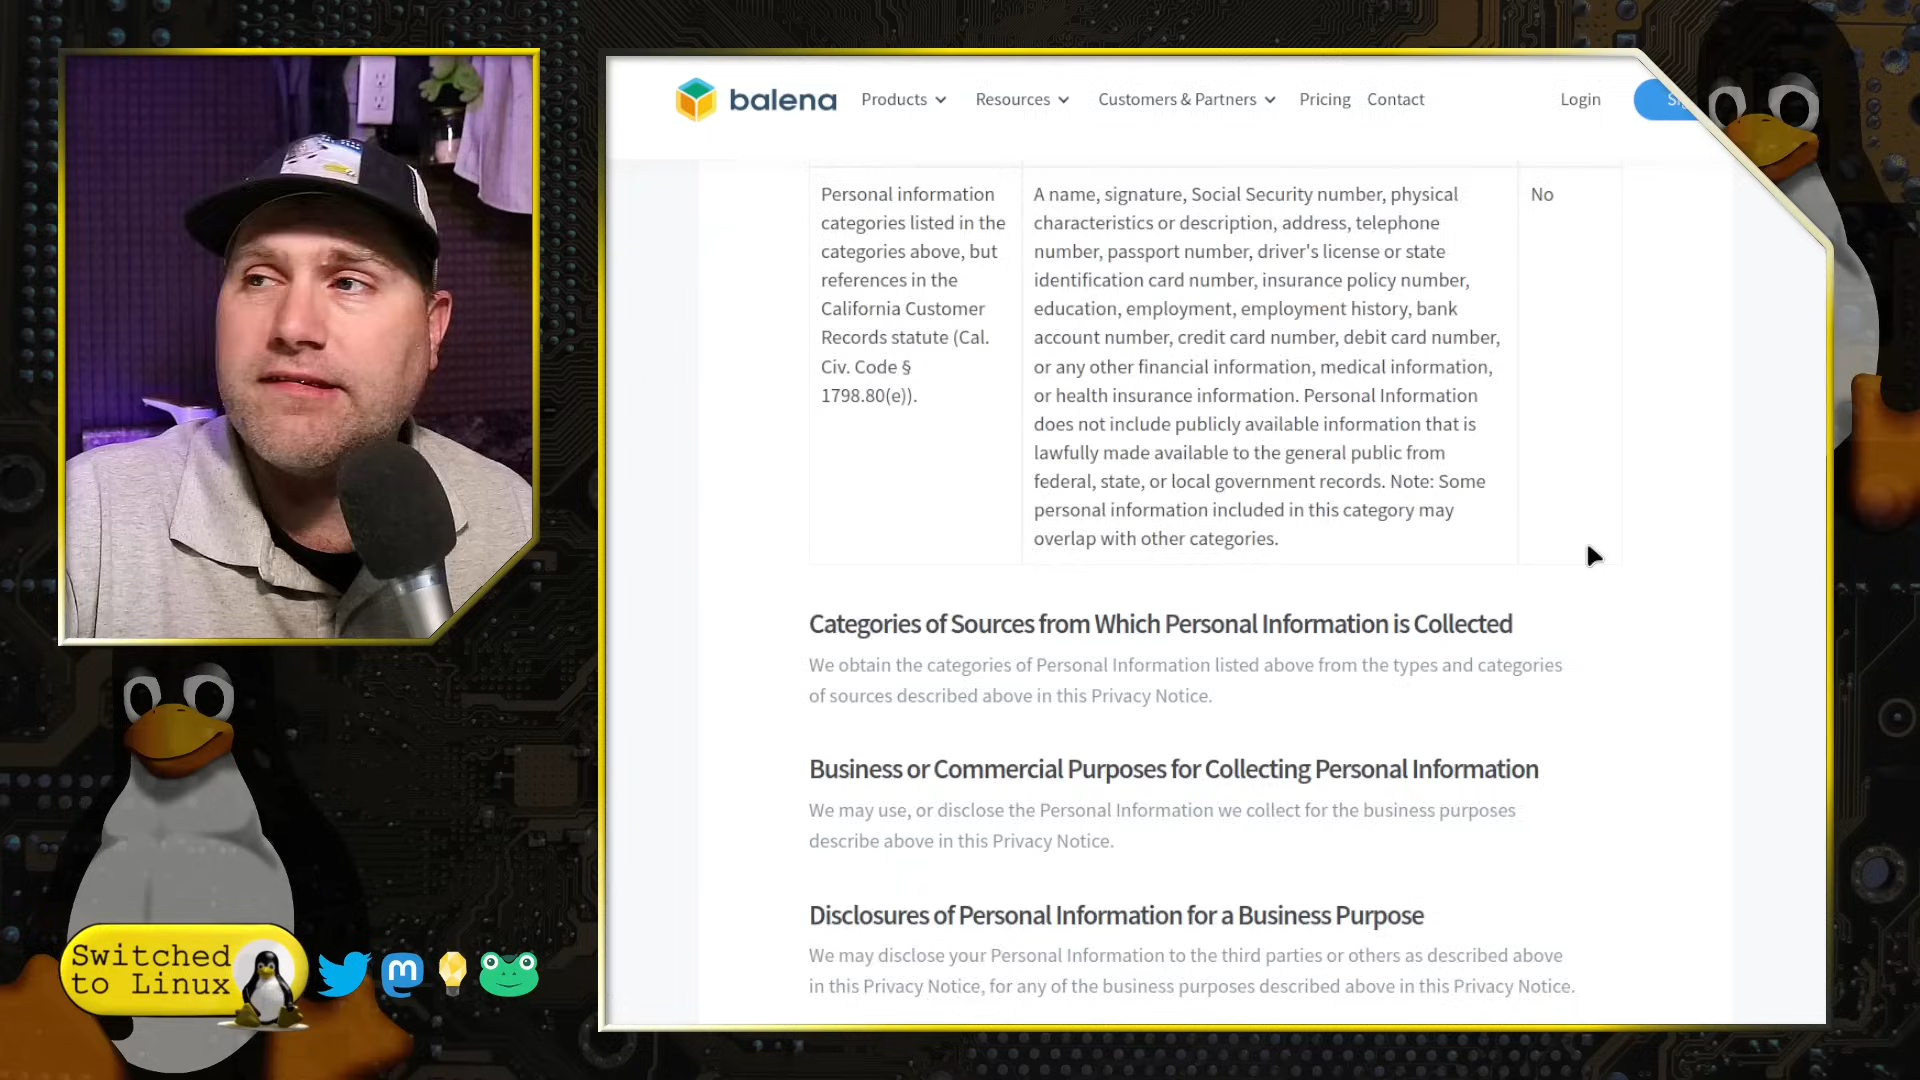 balena
Products
Resources
Customers & Partners
Pricing
Contact
Login
Personal information
categories listed in the
categories above, but
references in the
California Customer
Records statute (Cal.
Civ. Code §
1798.80(e)).
A name, signature, Social Security number, physical
characteristics or description, address, telephone
number, passport number, driver's license or state
identification card number, insurance policy number,
education, employment, employment history, bank
account number, credit card number, debit card number,
or any other financial information, medical information,
or health insurance information. Personal Information
does not include publicly available information that is
lawfully made available to the general public from
federal, state, or local government records. Note: Some
personal information included in this category may
overlap with other categories.
No
Categories of Sources from Which Personal Information is Collected
We obtain the categories of Personal Information listed above from the types and categories
of sources described above in this Privacy Notice.
Business or Commercial Purposes for Collecting Personal Information
We may use, or disclose the Personal Information we collect for the business purposes
describe above in this Privacy Notice.
Disclosures of Personal Information for a Business Purpose
We may disclose your Personal Information to the third parties or others as described above
in this Privacy Notice, for any of the business purposes described above in this Privacy Notice.
Switched
to Linux
m